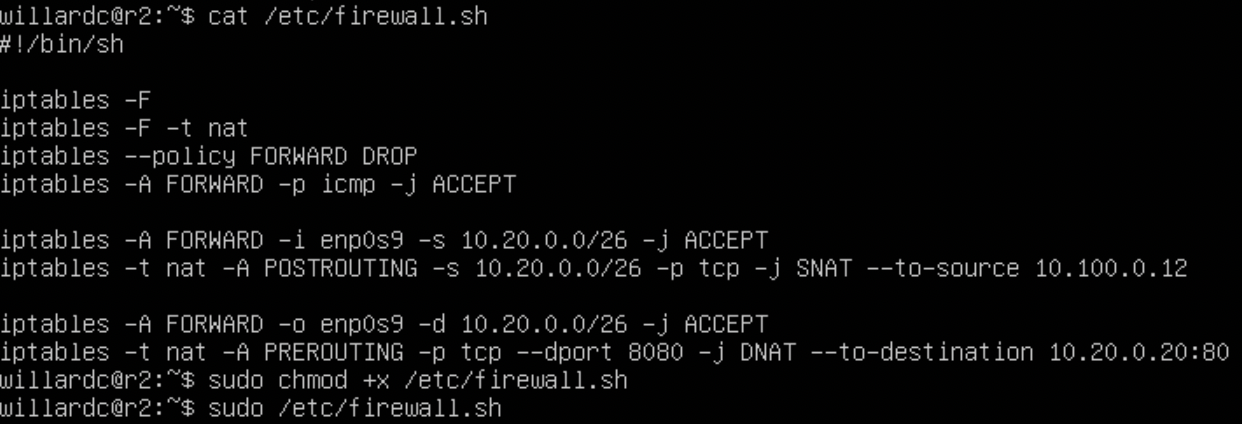 willardc@r2:~$ cat /etc/firewall.sh
#!/bin/sh
iptables -F
iptables -F -t nat
iptables --policy FORWARD DROP
iptables -A FORWARD -p icmp -j ACCEPT
iptables -A FORWARD -i enp0s9 -s 10.20.0.0/26 -j ACCEPT
iptables -t nat -A POSTROUTING -s 10.20.0.0/26 -p tcp -j SNAT --to-source 10.100.0.12
iptables -A FORWARD -o enp0s9 -d 10.20.0.0/26 -j ACCEPT
iptables -t nat -A PREROUTING -p tcp --dport 8080 -j DNAT --to-destination 10.20.0.20:80
willardc@r2:~$ sudo chmod +x /etc/firewall.sh
willardc@r2:~$ sudo /etc/firewall.sh